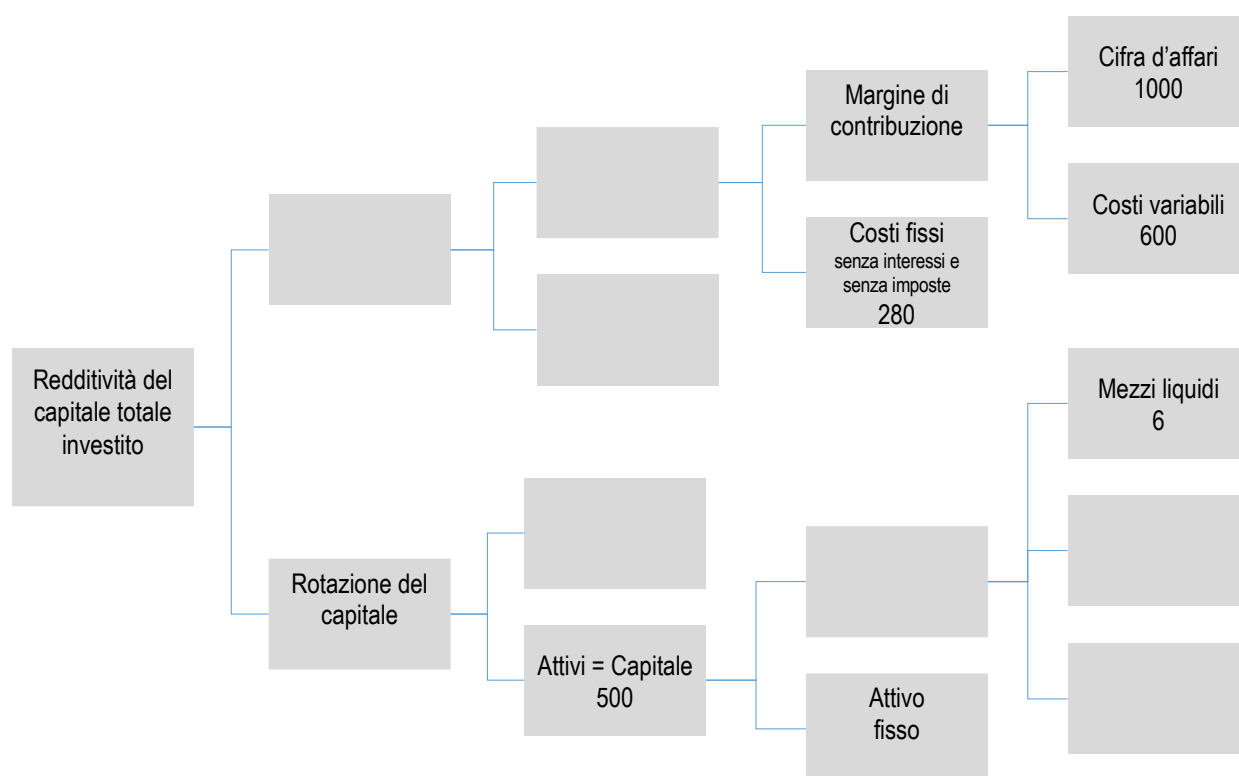 Cifra d'affari
1000
Margine di
contribuzione
Costi variabili
600
Costi fissi
senza interessi e
senza imposte
280
Redditività del
capitale totale
investito
Mezzi liquidi
6
Rotazione del
capitale
Attivi = Capitale
500
Attivo
fisso